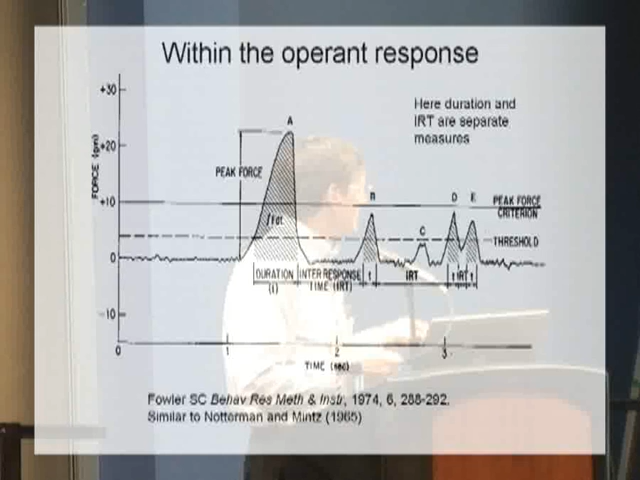 Within the operant response
Here duration and
IRT are separate
measures
FORCE (gm)
+30
+20
+10
0
-10
A
PEAK FORCE
B
C
D E
PEAK FORCE
CRITERION
THRESHOLD
DURATION
(t)
INTER RESPONSE
TIME (IRT)
t
IRT
t IRT t
0 1 2 3
TIME (sec)
Fowler SC Behav Res Meth & Instr, 1974, 6, 288-292.
Similar to Notterman and Mintz (1965)